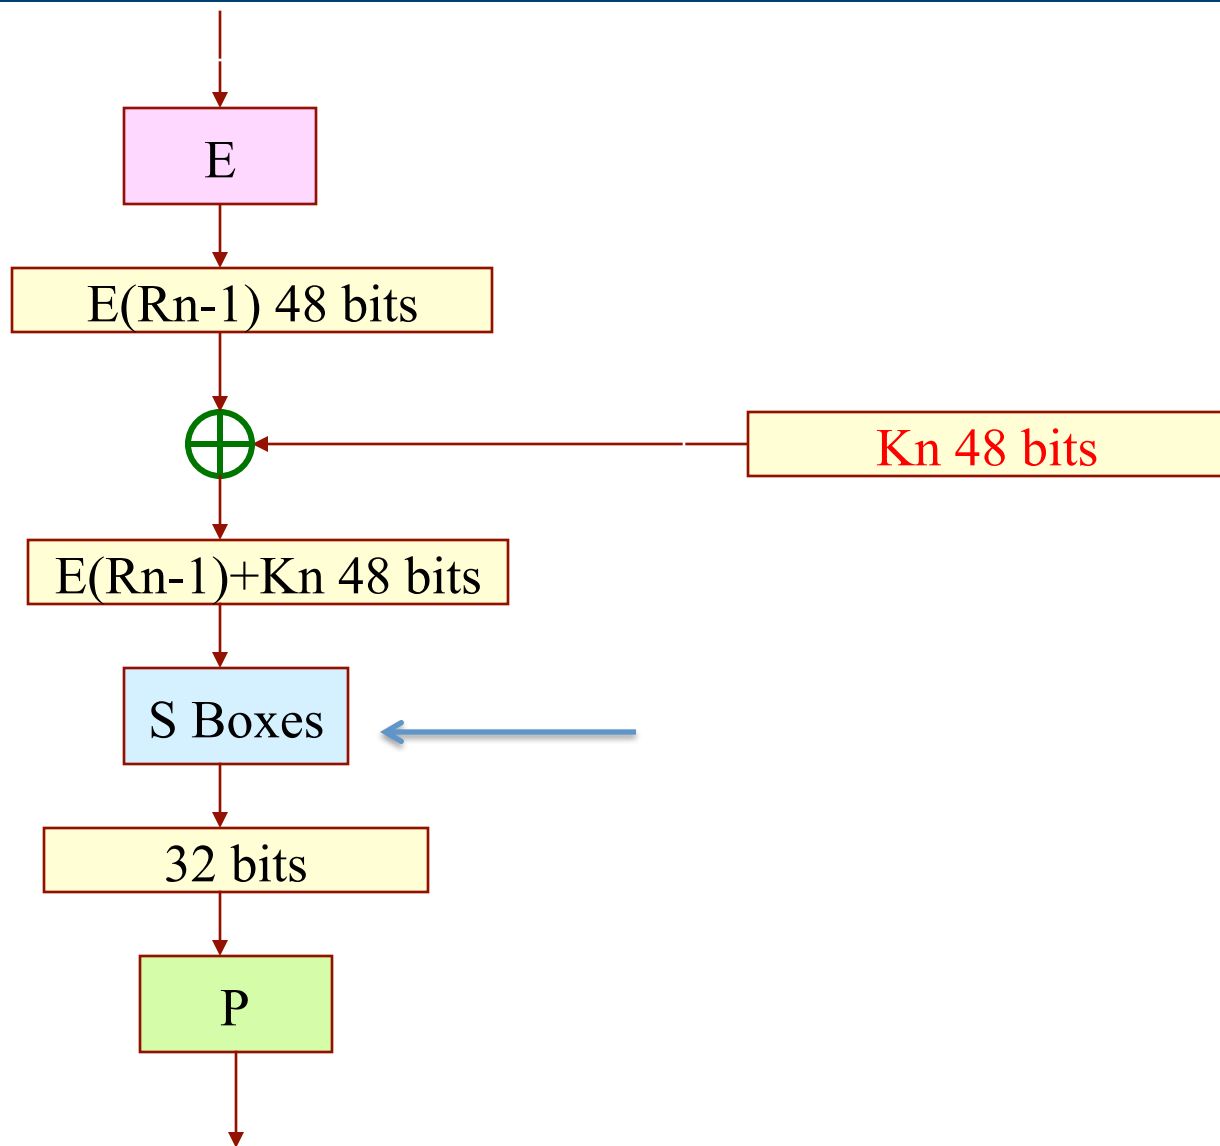 E
E(Rn-1) 48 bits
Kn 48 bits
E(Rn-1)+Kn 48 bits
S Boxes
32 bits
P